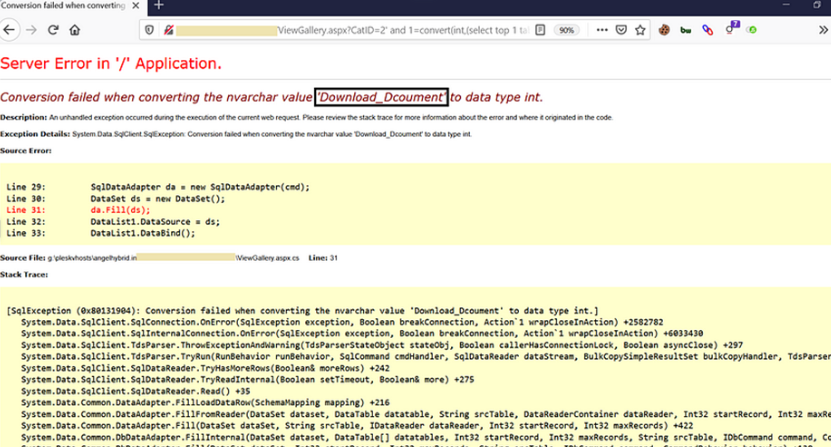 Conversion failed when converting
ViewGallery.aspx?CatID=2' and 1=convert(int,(select top 1 ta
90%
7
Server Error in '/' Application.
Conversion failed when converting the nvarchar value 'Download_Dcoument' to data type int.
Description: An unhandled exception occurred during the execution of the current web request. Please review the stack trace for more information about the error and where it originated in the code.
Exception Details: System.Data.SqlClient.SqlException: Conversion failed when converting the nvarchar value 'Download_Dcoument' to data type int.
Source Error:
Line 29: SqlDataAdapter da = new SqlDataAdapter(cmd);
Line 30: DataSet ds = new DataSet();
Line 31: da.Fill(ds);
Line 32: DataList1.DataSource = ds;
Line 33: DataList1.DataBind();
Source File: g:\pleskvhosts\angelhybrid.in \ViewGallery.aspx.cs Line: 31
Stack Trace:
[SqlException (0x80131904): Conversion failed when converting the nvarchar value 'Download_Dcoument' to data type int.]
System.Data.SqlClient.SqlConnection.OnError(SqlException exception, Boolean breakConnection, Action`1 wrapCloseInAction) +2582782
System.Data.SqlClient.SqlInternalConnection.OnError(SqlException exception, Boolean breakConnection, Action`1 wrapCloseInAction) +6033430
System.Data.SqlClient.TdsParser.ThrowExceptionAndWarning(TdsParserStateObject stateObj, Boolean callerHasConnectionLock, Boolean asyncClose) +297
System.Data.SqlClient.TdsParser.TryRun(RunBehavior runBehavior, SqlCommand cmdHandler, SqlDataReader dataStream, BulkCopySimpleResultSet bulkCopyHandler, TdsParser
System.Data.SqlClient.SqlDataReader.TryHasMoreRows(Boolean& moreRows) +242
System.Data.SqlClient.SqlDataReader.TryReadInternal(Boolean setTimeout, Boolean& more) +275
System.Data.SqlClient.SqlDataReader.Read() +35
System.Data.Common.DataAdapter.FillLoadDataRow(SchemaMapping mapping) +216
System.Data.Common.DataAdapter.FillFromReader(DataSet dataset, DataTable datatable, String srcTable, DataReaderContainer dataReader, Int32 startRecord, Int32 maxRe
System.Data.Common.DataAdapter.Fill(DataSet dataSet, String srcTable, IDataReader dataReader, Int32 startRecord, Int32 maxRecords) +422
System.Data.Common.DbDataAdapter.FillInternal(DataSet dataset, DataTable[] datatables, Int32 startRecord, Int32 maxRecords, String srcTable, IDbCommand command, Co